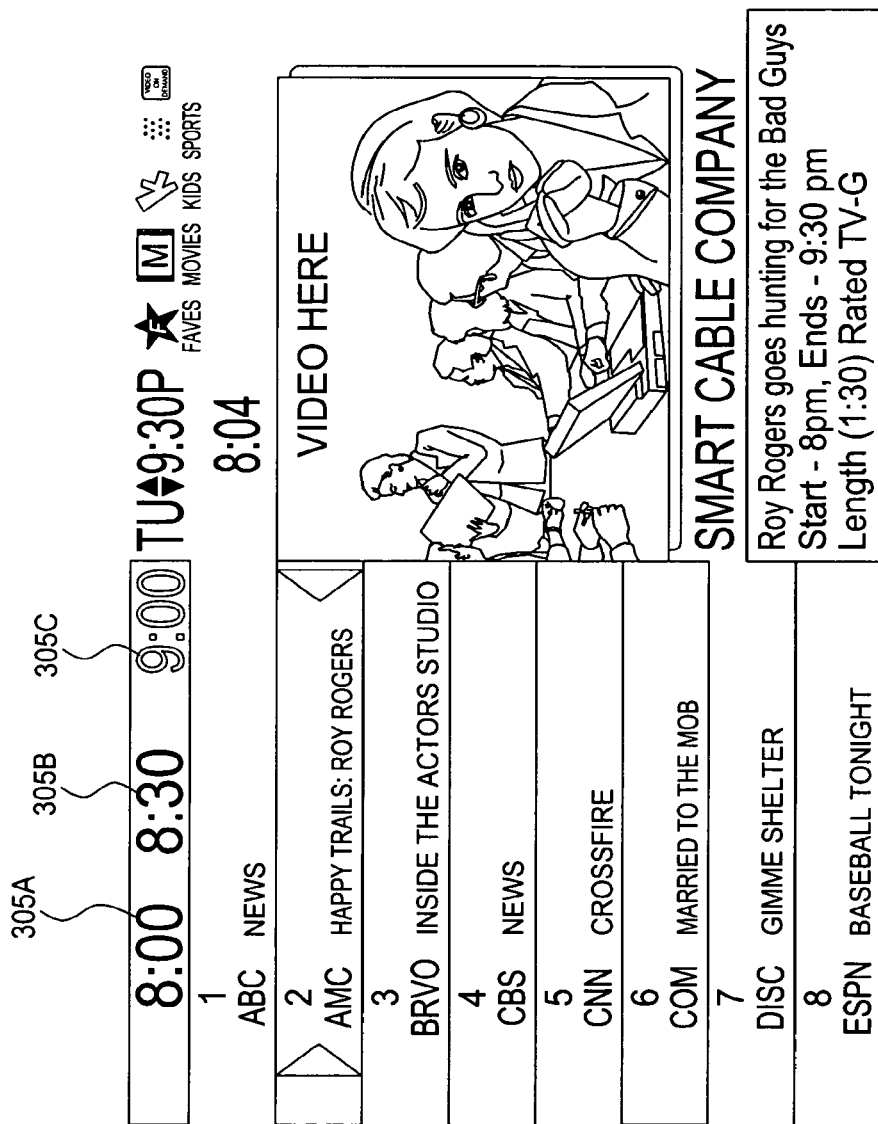 305A
305B
305C
8:00 8:30 9:00 TU 9:30P
F M VIDEO ON DEMAND
FAVES MOVIES KIDS SPORTS
8:04
1
ABC NEWS
2
AMC HAPPY TRAILS: ROY ROGERS
3
BRVO INSIDE THE ACTORS STUDIO
4
CBS NEWS
5
CNN CROSSFIRE
6
COM MARRIED TO THE MOB
7
DISC GIMME SHELTER
8
ESPN BASEBALL TONIGHT
VIDEO HERE
SMART CABLE COMPANY
Roy Rogers goes hunting for the Bad Guys
Start - 8pm, Ends - 9:30 pm
Length (1:30) Rated TV-G